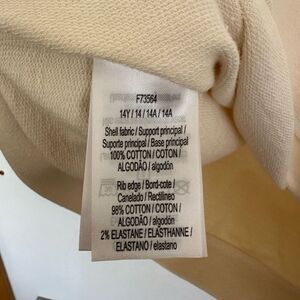 F73564
14Y / 14 / 14A / 14A
Shell fabric / Support principal /
Suporte principal / Base principal
100% COTTON / COTON /
ALGODÃO / algodón
Rib edge / Bord-cote /
Canelado / Rectilíneo
98% COTTON / COTON /
ALGODÃO / algodón
2% ELASTANE / ELASTHANNE /
ELASTANO / elastano